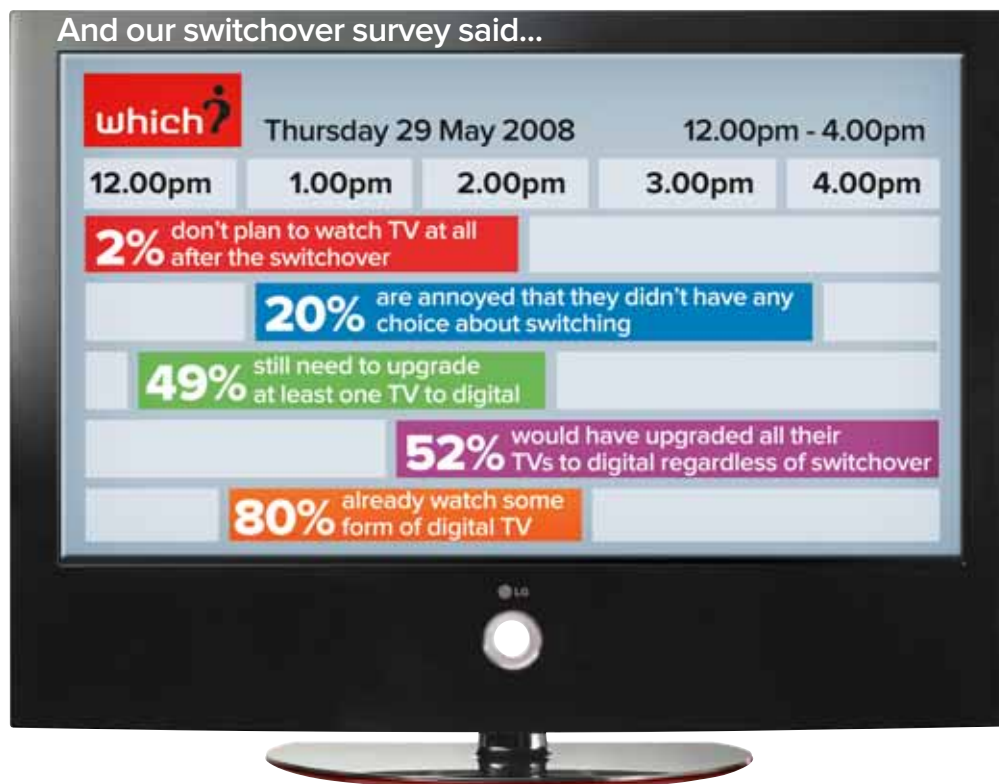 And our switchover survey said...
which?
Thursday 29 May 2008 12.00pm - 4.00pm
12.00pm 1.00pm 2.00pm 3.00pm 4.00pm
2% don't plan to watch TV at all
after the switchover
20% are annoyed that they didn't have any
choice about switching
49% still need to upgrade
at least one TV to digital
52% would have upgraded all their
TVs to digital regardless of switchover
80% already watch some
form of digital TV
LG